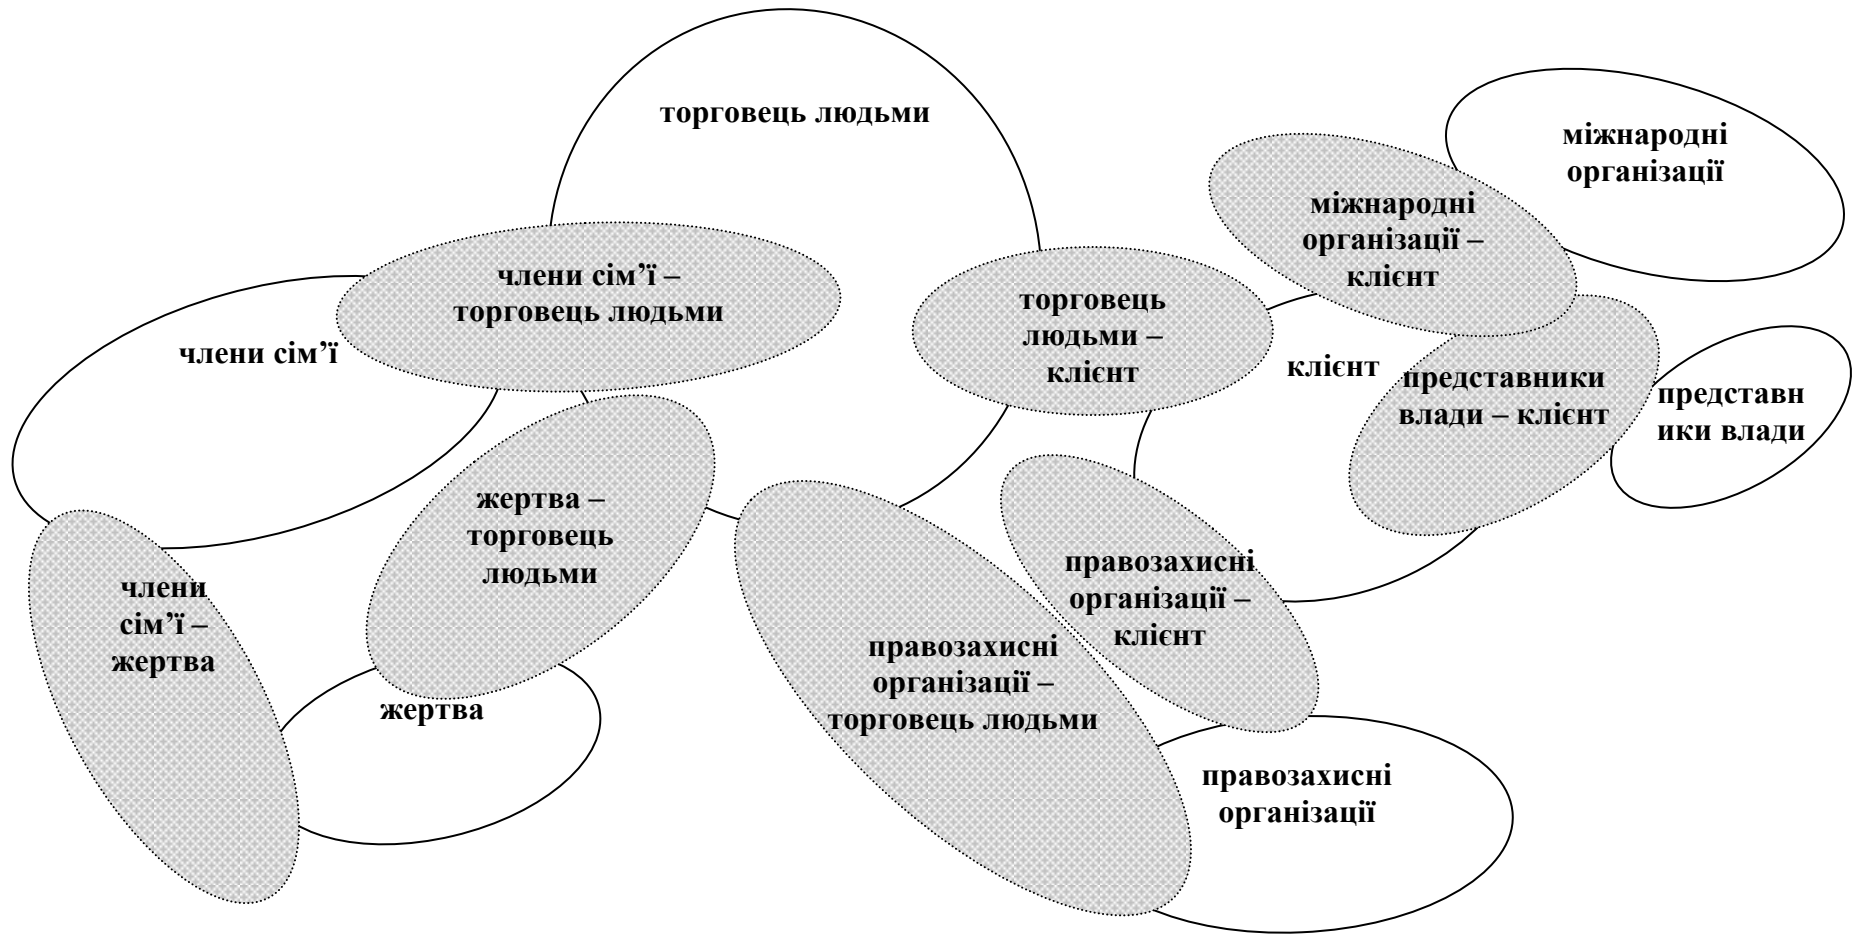 торговець людьми
міжнародні
організації
міжнародні
організації –
клієнт
члени сім’ї –
торговець людьми
торговець
людьми –
клієнт
члени сім’ї
клієнт
представники
влади – клієнт
представн
ики влади
жертва –
торговець
людьми
члени
сім’ї –
жертва
правозахисні
організації –
клієнт
правозахисні
організації –
торговець людьми
жертва
правозахисні
організації